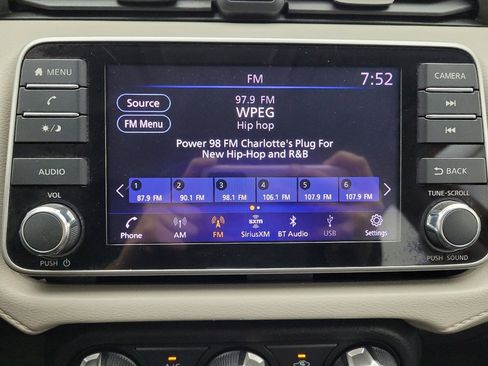 FM
7:52
MENU
CAMERA
Source
97.9 FM
WPEG
FM Menu
Hip hop
Power 98 FM Charlotte's Plug For
New Hip-Hop and R&B
AUDIO
BACK
VOL
TUNE·SCROLL
1 2 3 4 5 6
87.9 FM 90.1 FM 98.1 FM 106.1 FM 107.9 FM 107.9 FM
sxm
Phone AM FM SiriusXM BT Audio USB Settings
PUSH
PUSH SOUND
A/C